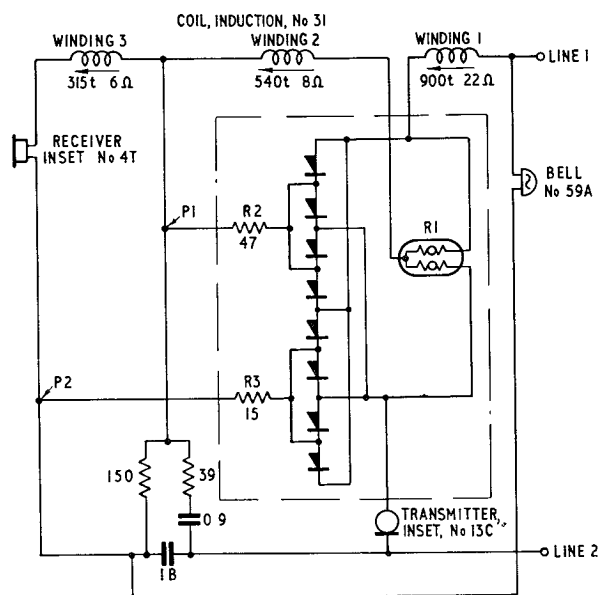 COIL, INDUCTION, No 31
WINDING 3
WINDING 2
WINDING 1
LINE 1
315t 6Ω
540t 8Ω
900t 22Ω
RECEIVER
INSET No 4T
BELL
No 59A
P1
R2
47
R1
P2
R3
15
150
39
0 9
TRANSMITTER,
INSET, No 13C
LINE 2
1B